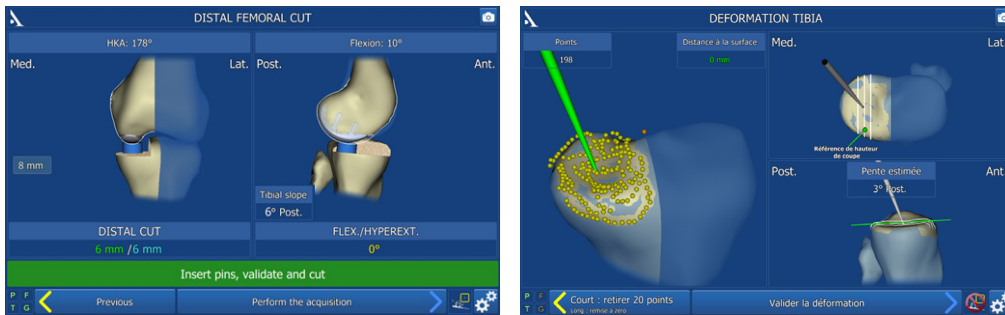 DISTAL FEMORAL CUT
HKA: 178°
Flexion: 10°
Med.
Lat.
Post.
Ant.
8 mm
Tibial slope
6° Post.
DISTAL CUT
6 mm /6 mm
FLEX./HYPEREXT.
0°
Insert pins, validate and cut
P F
T G
Previous
Perform the acquisition
DEFORMATION TIBIA
Points
198
Distance à la surface
0 mm
Med.
Lat
Référence de hauteur
de coupe
Post.
Pente estimée
3° Post.
Ant
P F
T G
Court : retirer 20 points
Long : remise à zéro
Valider la déformation